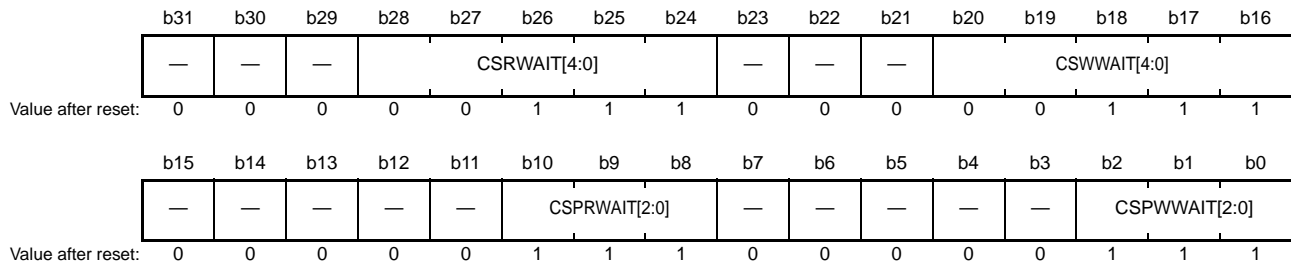 b31 b30 b29 b28 b27 b26 b25 b24 b23 b22 b21 b20 b19 b18 b17 b16
— — — CSRWAIT[4:0] — — — CSWWAIT[4:0]
Value after reset: 0 0 0 0 0 1 1 1 0 0 0 0 0 1 1 1
b15 b14 b13 b12 b11 b10 b9 b8 b7 b6 b5 b4 b3 b2 b1 b0
— — — — — CSPRWAIT[2:0] — — — — — CSPWWAIT[2:0]
Value after reset: 0 0 0 0 0 1 1 1 0 0 0 0 0 1 1 1